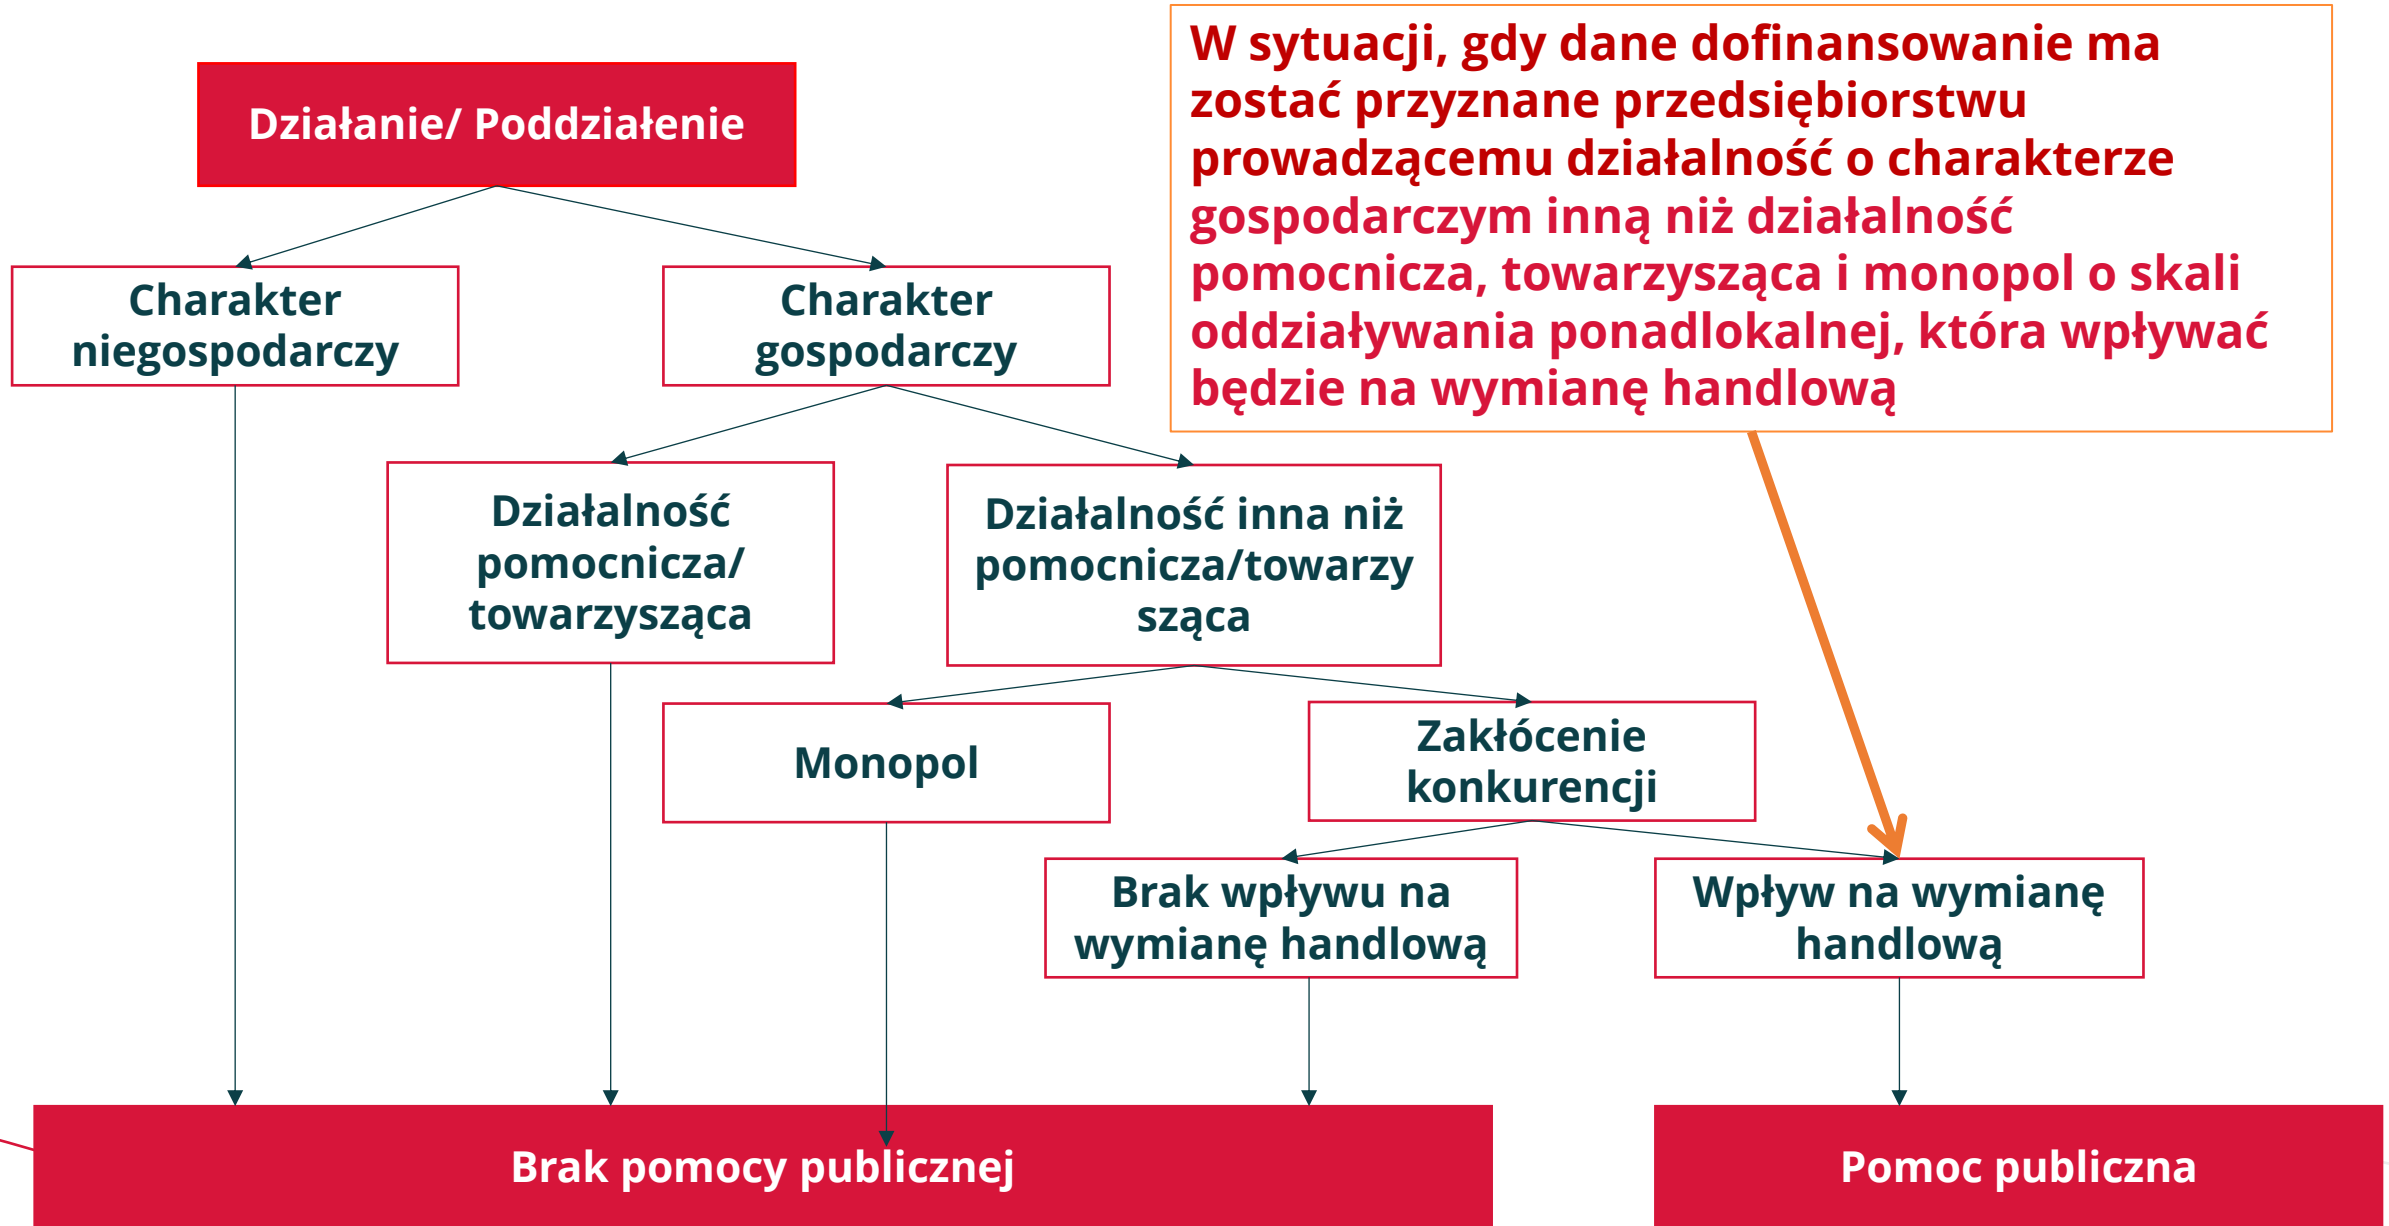 Działanie/ Poddziałenie
W sytuacji, gdy dane dofinansowanie ma
zostać przyznane przedsiębiorstwu
prowadzącemu działalność o charakterze
gospodarczym inną niż działalność
pomocnicza, towarzysząca i monopol o skali
oddziaływania ponadlokalnej, która wpływać
będzie na wymianę handlową
Charakter
niegospodarczy
Charakter
gospodarczy
Działalność
pomocnicza/
towarzysząca
Działalność inna niż
pomocnicza/towarzy
sząca
Monopol
Zakłócenie
konkurencji
Brak wpływu na
wymianę handlową
Wpływ na wymianę
handlową
Brak pomocy publicznej
Pomoc publiczna